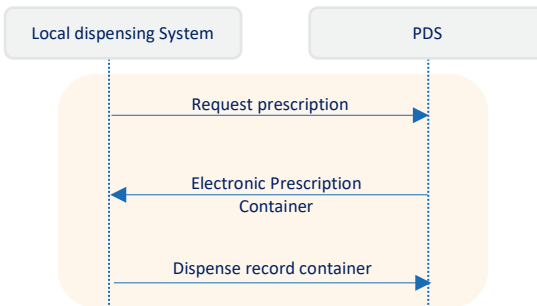 Local dispensing System
PDS
Request prescription
Electronic Prescription
Container
Dispense record container